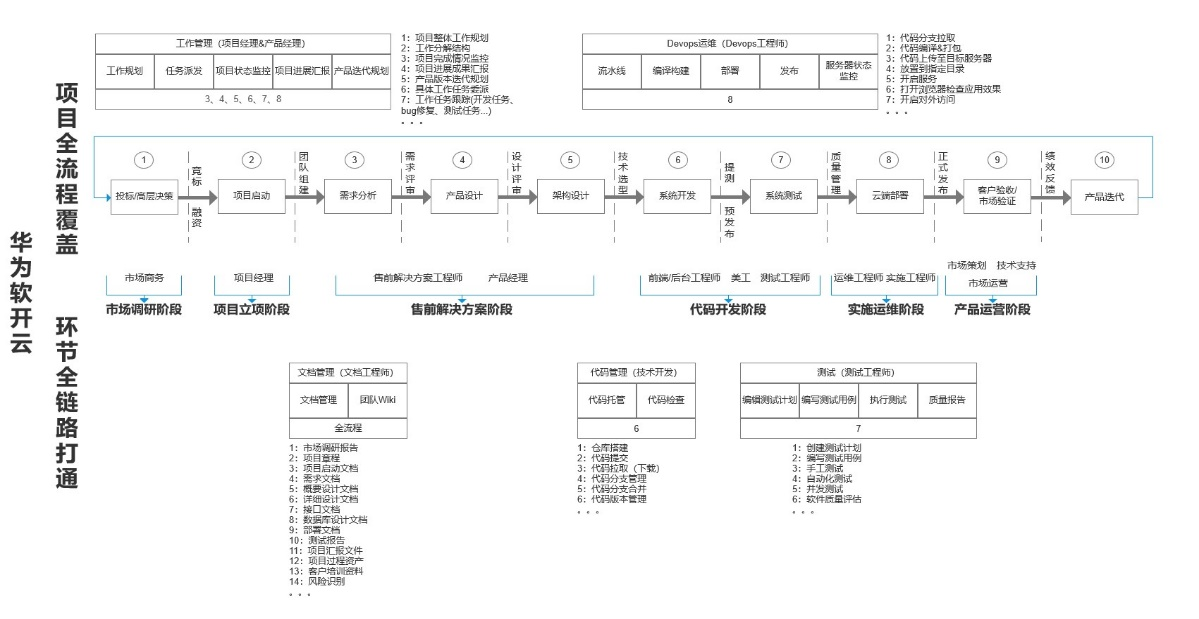 华为软开云
项目全流程覆盖
环节全链路打通
工作管理（项目经理&产品经理）
工作规划
任务派发
项目状态监控
项目进展汇报
产品迭代规划
3、4、5、6、7、8
1：项目整体工作规划
2：工作分解结构
3：项目完成情况监控
4：项目进展成果汇报
5：产品版本迭代规划
6：具体工作任务委派
7：工作任务跟踪(开发任务、
bug修复、测试任务...)
。。。
Devops运维（Devops工程师）
流水线
编译构建
部署
发布
服务器状态
监控
8
1：代码分支拉取
2：代码编译&打包
3：代码上传至目标服务器
4：放置到指定目录
5：开启服务
6：打开浏览器检查应用效果
7：开启对外访问
。。。
1
投标/高层决策
竞标
融资
2
项目启动
团队组建
3
需求分析
需求评审
4
产品设计
设计评审
5
架构设计
技术选型
6
系统开发
提测
预发布
7
系统测试
质量管理
8
云端部署
正式发布
9
客户验收/
市场验证
绩效反馈
10
产品迭代
市场商务
市场调研阶段
项目经理
项目立项阶段
售前解决方案工程师
产品经理
售前解决方案阶段
前端/后台工程师
美工
测试工程师
代码开发阶段
运维工程师 实施工程师
实施运维阶段
市场策划
技术支持
市场运营
产品运营阶段
文档管理（文档工程师）
文档管理
团队Wiki
全流程
1：市场调研报告
2：项目章程
3：项目启动文档
4：需求文档
5：概要设计文档
6：详细设计文档
7：接口文档
8：数据库设计文档
9：部署文档
10：测试报告
11：项目汇报文件
12：项目过程资产
13：客户培训资料
14：风险识别
。。。
代码管理（技术开发）
代码托管
代码检查
6
1：仓库搭建
2：代码提交
3：代码拉取（下载）
4：代码分支管理
5：代码分支合并
6：代码版本管理
。。。
测试（测试工程师）
编辑测试计划
编写测试用例
执行测试
质量报告
7
1：创建测试计划
2：编写测试用例
3：手工测试
4：自动化测试
5：并发测试
6：软件质量评估
。。。